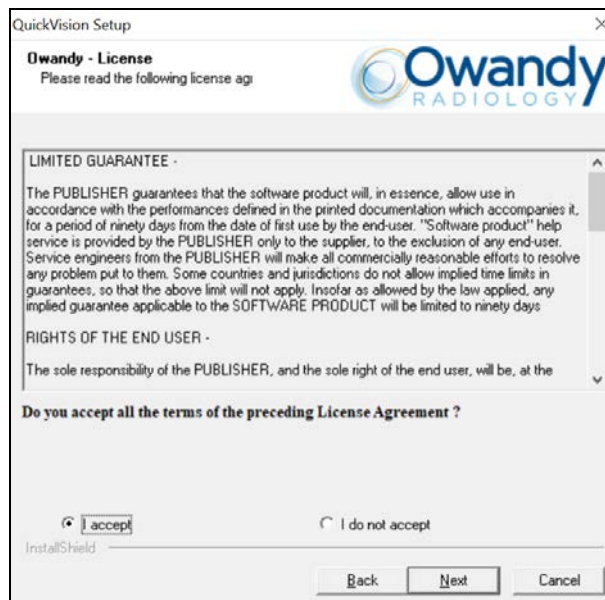 QuickVision Setup
Owandy - License
Please read the following license agr
Owandy
RADIOLOGY
LIMITED GUARANTEE -
The PUBLISHER guarantees that the software product will, in essence, allow use in
accordance with the performances defined in the printed documentation which accompanies it,
for a period of ninety days from the date of first use by the end-user. "Software product" help
service is provided by the PUBLISHER only to the supplier, to the exclusion of any end-user.
Service engineers from the PUBLISHER will make all commercially reasonable efforts to resolve
any problem put to them. Some countries and jurisdictions do not allow implied time limits in
guarantees, so that the above limit will not apply. Insofar as allowed by the law applied, any
implied guarantee applicable to the SOFTWARE PRODUCT will be limited to ninety days
RIGHTS OF THE END USER -
The sole responsibility of the PUBLISHER, and the sole right of the end user, will be, at the
Do you accept all the terms of the preceding License Agreement ?
I accept
I do not accept
InstallShield
Back
Next
Cancel